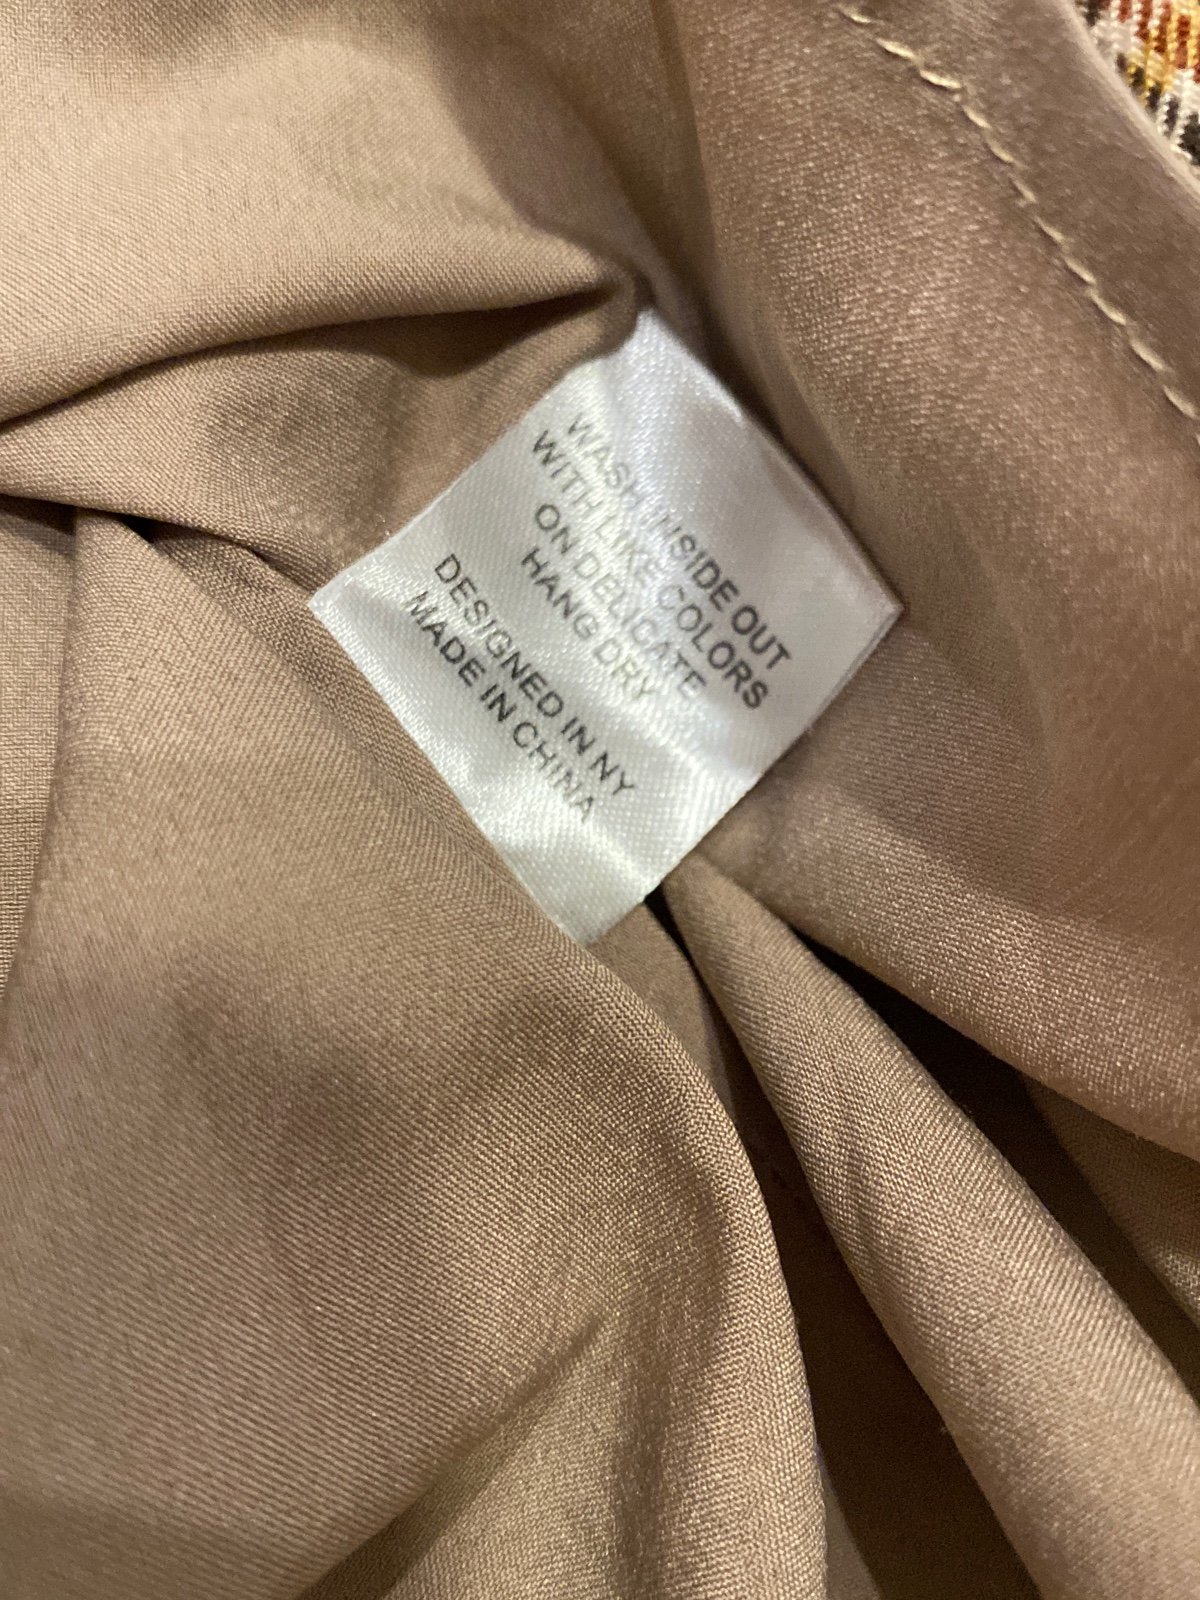 WASH INSIDE OUT
WITH LIKE COLORS
ON DELICATE
HANG DRY
DESIGNED IN NY
MADE IN CHINA